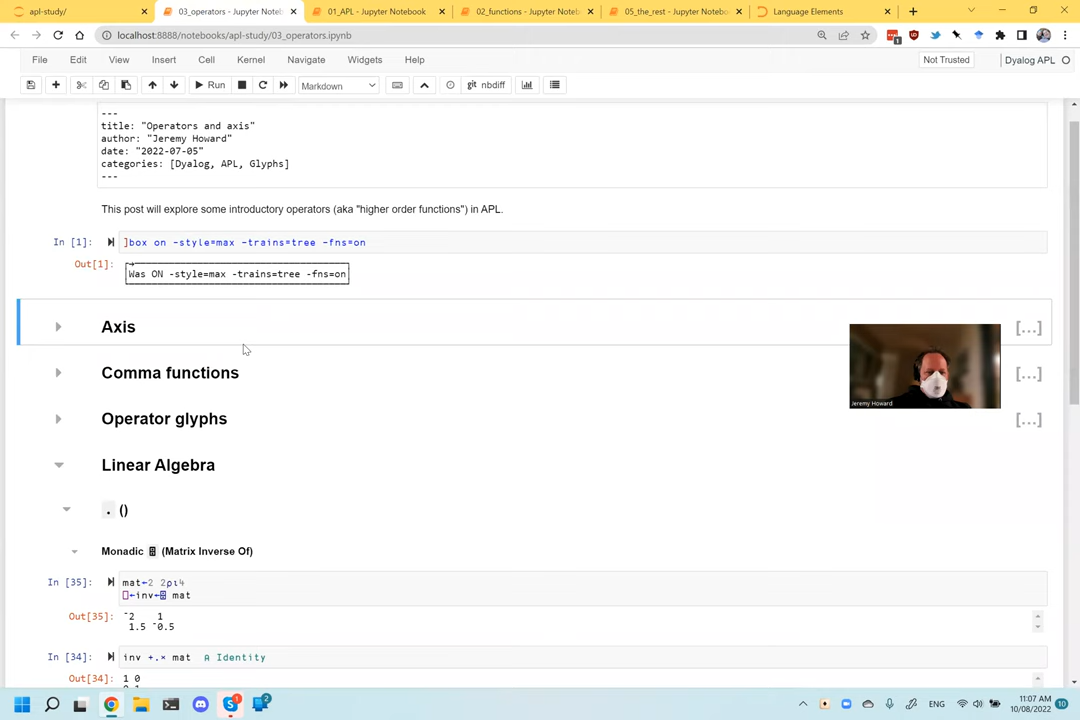 apl-study/
03_operators - Jupyter Noteb
01_APL - Jupyter Notebook
02_functions - Jupyter Notebo
05_the_rest - Jupyter Notebo
Language Elements
localhost:8888/notebooks/apl-study/03_operators.ipynb
File Edit View Insert Cell Kernel Navigate Widgets Help
Not Trusted
Dyalog APL
Run
Markdown
git nbdiff
---
title: "Operators and axis"
author: "Jeremy Howard"
date: "2022-07-05"
categories: [Dyalog, APL, Glyphs]
---
This post will explore some introductory operators (aka "higher order functions") in APL.
In [1]:
]box on -style=max -trains=tree -fns=on
Out[1]:
Was ON -style=max -trains=tree -fns=on
Axis
[...]
Comma functions
[...]
Operator glyphs
[...]
Jeremy Howard
Linear Algebra
. ()
Monadic ⌹ (Matrix Inverse Of)
In [35]:
mat←2 2⍴⍳4
⎕←inv←⌹ mat
Out[35]:
¯2 1
1.5 ¯0.5
In [34]:
inv +.× mat ⍝ Identity
Out[34]:
1 0
ENG
11:07 AM
10/08/2022